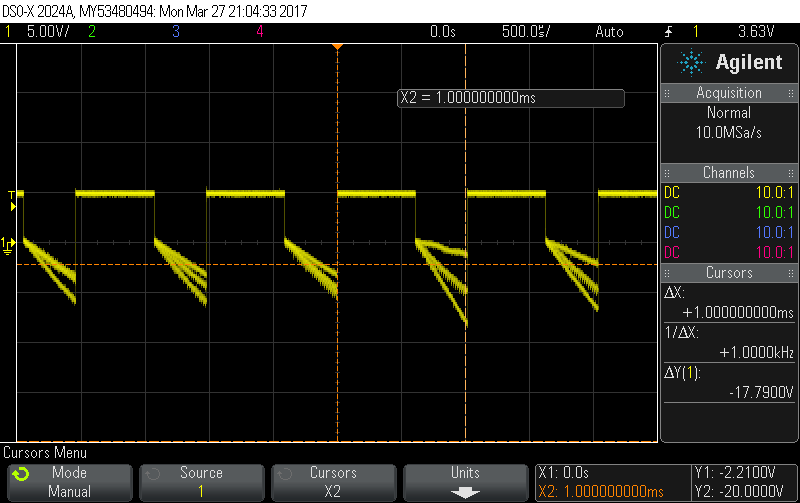 DSO-X 2024A, MY53480494: Mon Mar 27 21:04:33 2017
1 5.00V/ 2 3 4 0.0s 500.0µs/ Auto 1 3.63V
Agilent
X2 = 1.000000000ms
Acquisition
Normal
10.0MSa/s
Channels
DC 10.0:1
DC 10.0:1
DC 10.0:1
DC 10.0:1
T
1
Cursors
ΔX:
+1.000000000ms
1/ΔX:
+1.0000kHz
ΔY(1):
-17.7900V
Cursors Menu
Mode
Manual
Source
1
Cursors
X2
Units
X1: 0.0s
X2: 1.000000000ms
Y1: -2.2100V
Y2: -20.0000V